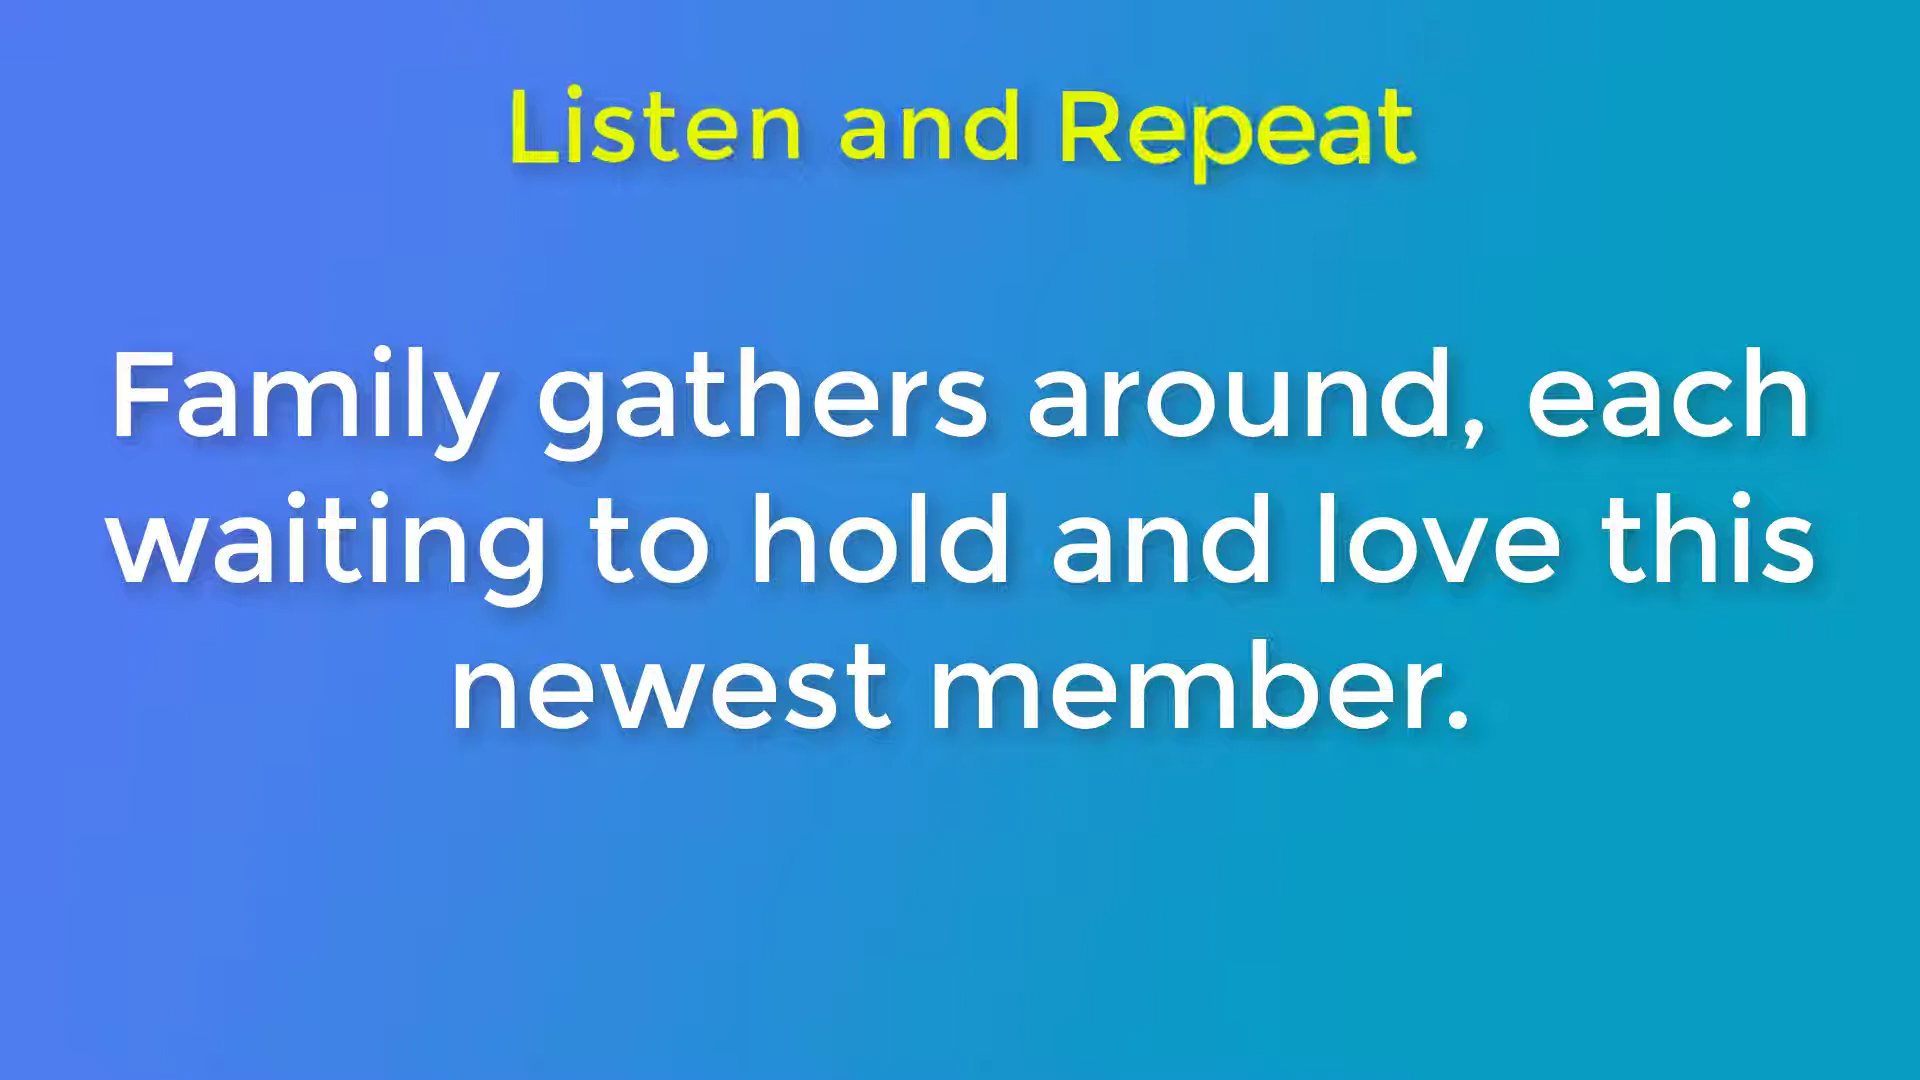 Listen and Repeat
Family gathers around, each
waiting to hold and love this
newest member.